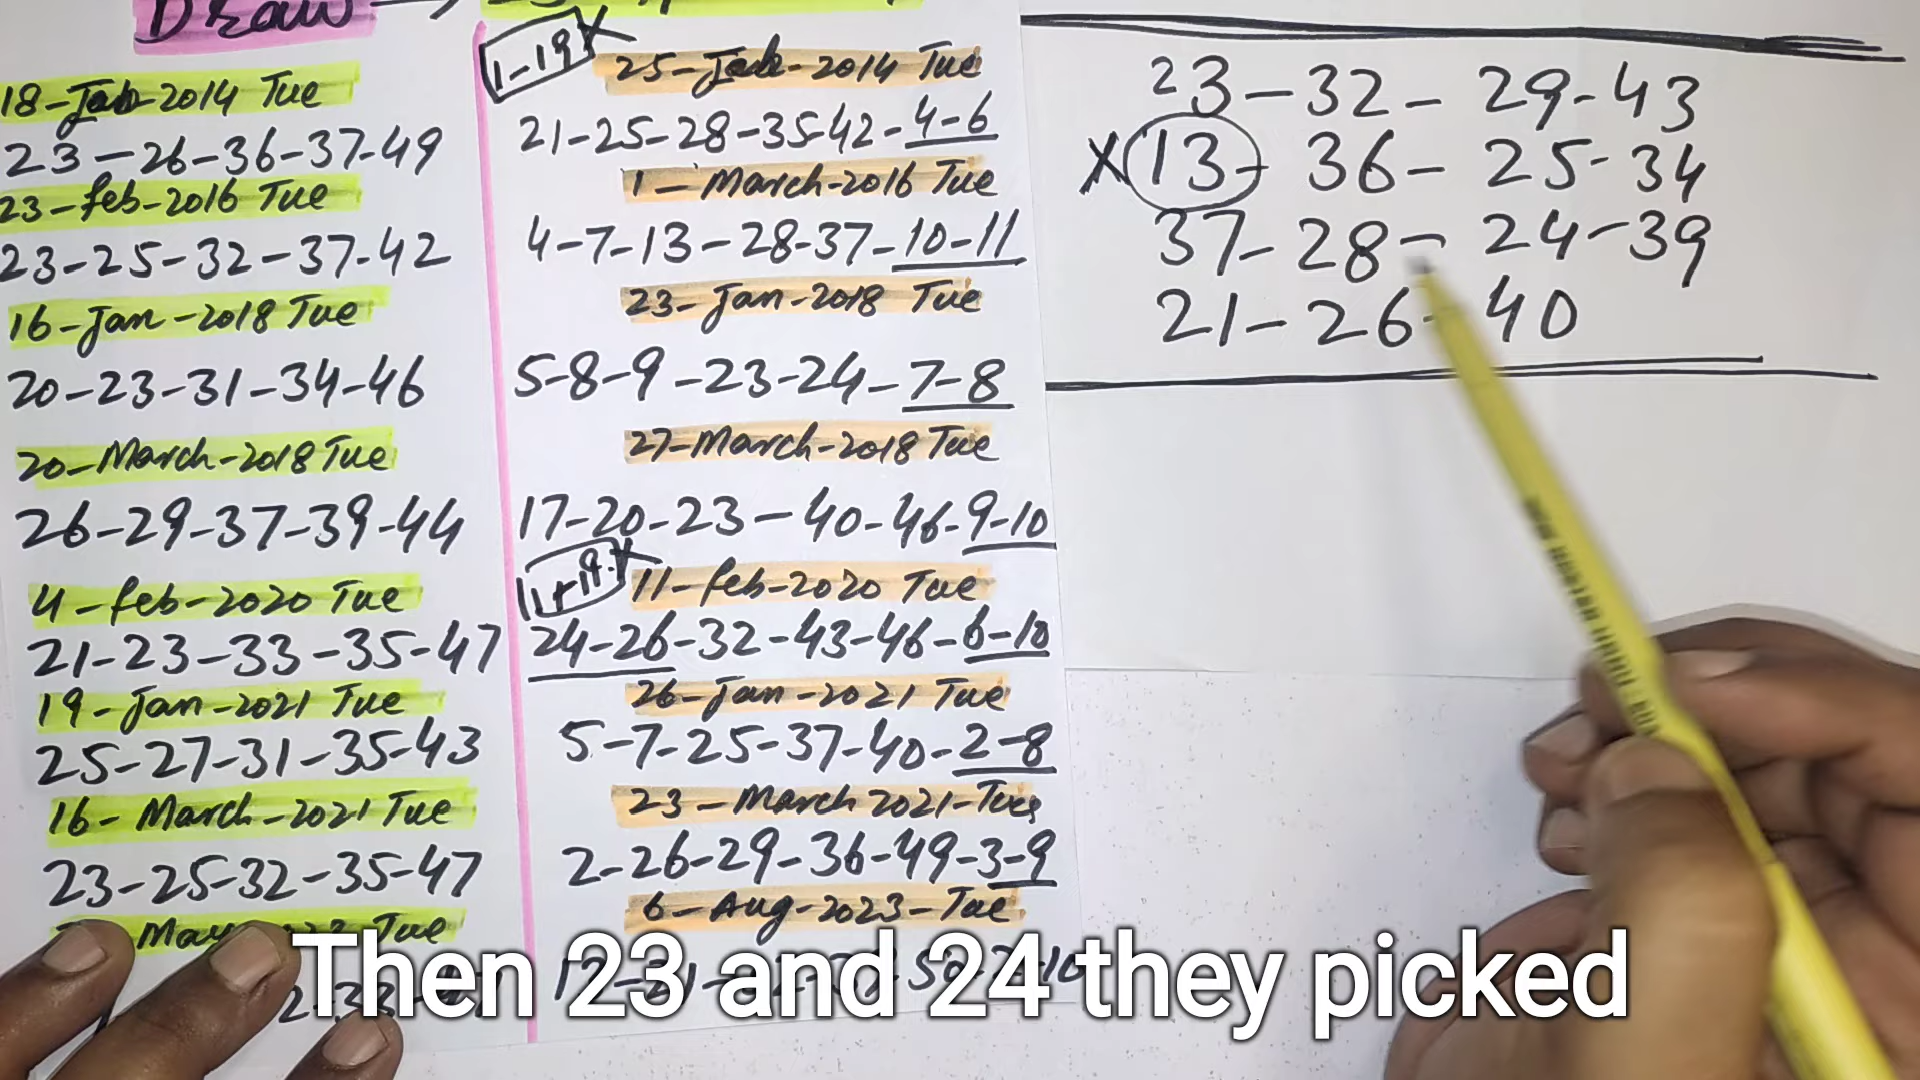 Draw
18-Jan-2014 Tue
23-26-36-37-49
23-feb-2016 Tue
23-25-32-37-42
16-Jan-2018 Tue
20-23-31-34-46
20-March-2018 Tue
26-29-37-39-44
4-feb-2020 Tue
21-23-33-35-47
19-Jan-2021 Tue
25-27-31-35-43
16-March-2021 Tue
23-25-32-35-47
May Tue
1-19 X
25-2014 Tue
21-25-28-35-42-4-6
1-March-2016 Tue
4-7-13-28-37-10-11
23-Jan-2018 Tue
5-8-9-23-24-7-8
27-March-2018 Tue
17-20-23-40-46-9-10
11-feb-2020 Tue
24-26-32-43-46-6-10
26-Jan-2021 Tue
5-7-25-37-40-2-8
23-March 2021-Tues
2-26-29-36-49-3-9
6-Aug-2023-Tue
23-32-29-43
X 13-36-25-34
37-28-24-39
21-26-40
Then 23 and 24 they picked